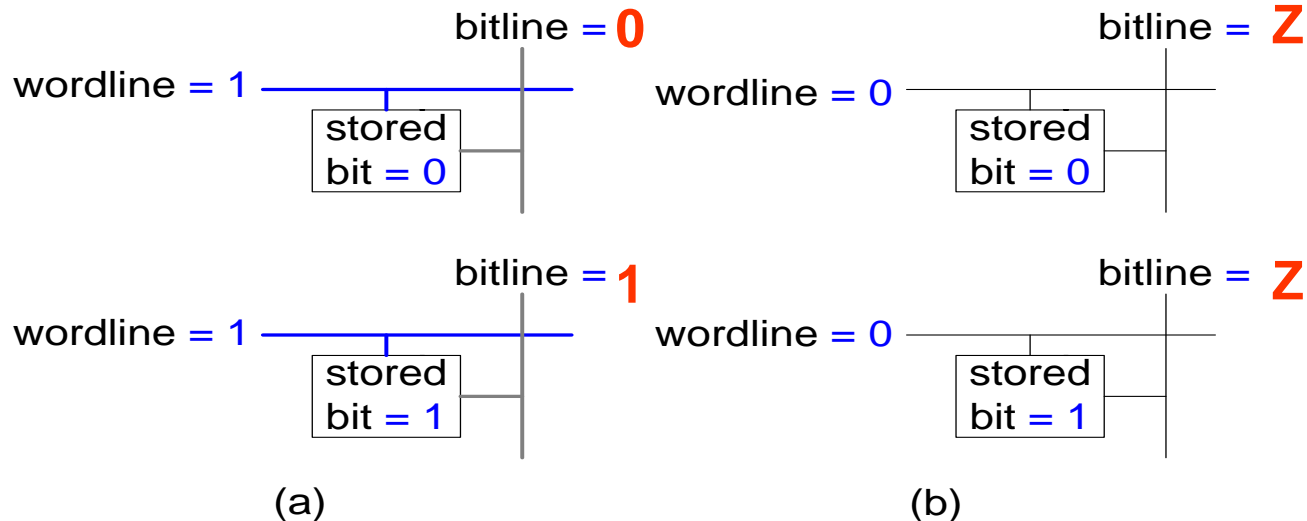 bitline = 0
wordline = 1
stored
bit = 0
bitline = Z
wordline = 0
stored
bit = 0
bitline = 1
wordline = 1
stored
bit = 1
bitline = Z
wordline = 0
stored
bit = 1
(a)
(b)